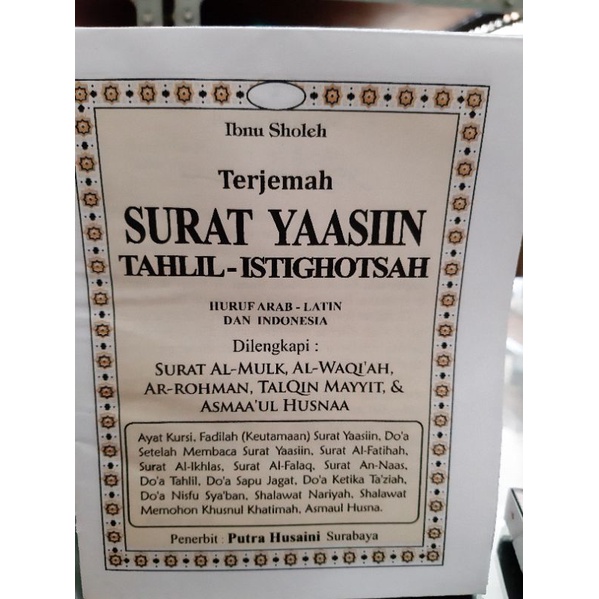 Ibnu Sholeh
Terjemah
SURAT YAASIIN
TAHLIL - ISTIGHOTSAH
HURUF ARAB - LATIN
DAN INDONESIA
Dilengkapi :
SURAT AL-MULK, AL-WAQI'AH,
AR-ROHMAN, TALQIN MAYYIT, &
ASMAA'UL HUSNAA
Ayat Kursi, Fadilah (Keutamaan) Surat Yaasiin, Do'a
Setelah Membaca Surat Yaasiin, Surat Al-Fatihah,
Surat Al-Ikhlas, Surat Al-Falaq, Surat An-Naas,
Do'a Tahlil, Do'a Sapu Jagat, Do'a Ketika Ta'ziah,
Do'a Nisfu Sya'ban, Shalawat Nariyah, Shalawat
Memohon Khusnul Khatimah, Asmaul Husna.
Penerbit : Putra Husaini Surabaya